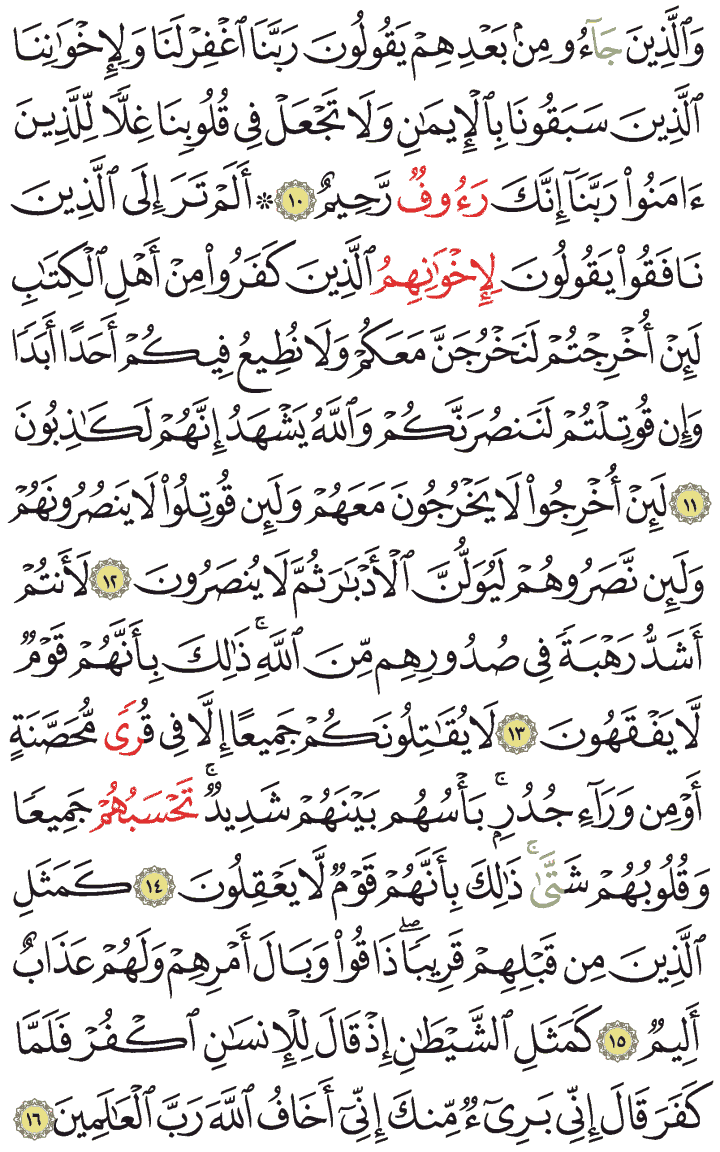 وَٱلَّذِينَ جَآءُو مِنۢ بَعْدِهِمْ يَقُولُونَ رَبَّنَا ٱغْفِرْ لَنَا وَلِإِخْوَٰنِنَا
ٱلَّذِينَ سَبَقُونَا بِٱلْإِيمَٰنِ وَلَا تَجْعَلْ فِى قُلُوبِنَا غِلًّا لِّلَّذِينَ
ءَامَنُوا۟ رَبَّنَآ إِنَّكَ رَءُوفٌ رَّحِيمٌ ١٠ ۞ أَلَمْ تَرَ إِلَى ٱلَّذِينَ
نَافَقُوا۟ يَقُولُونَ لِإِخْوَٰنِهِمُ ٱلَّذِينَ كَفَرُوا۟ مِنْ أَهْلِ ٱلْكِتَٰبِ
لَئِنْ أُخْرِجْتُمْ لَنَخْرُجَنَّ مَعَكُمْ وَلَا نُطِيعُ فِيكُمْ أَحَدًا أَبَدًا
وَإِن قُوتِلْتُمْ لَنَنصُرَنَّكُمْ وَٱللَّهُ يَشْهَدُ إِنَّهُمْ لَكَٰذِبُونَ
١١ لَئِنْ أُخْرِجُوا۟ لَا يَخْرُجُونَ مَعَهُمْ وَلَئِن قُوتِلُوا۟ لَا يَنصُرُونَهُمْ
وَلَئِن نَّصَرُوهُمْ لَيُوَلُّنَّ ٱلْأَدْبَٰرَ ثُمَّ لَا يُنصَرُونَ ١٢ لَأَنتُمْ
أَشَدُّ رَهْبَةً فِى صُدُورِهِم مِّنَ ٱللَّهِ ۚ ذَٰلِكَ بِأَنَّهُمْ قَوْمٌ
لَّا يَفْقَهُونَ ١٣ لَا يُقَٰتِلُونَكُمْ جَمِيعًا إِلَّا فِى قُرًى مُّحَصَّنَةٍ
أَوْ مِن وَرَآءِ جُدُرٍۭ ۚ بَأْسُهُم بَيْنَهُمْ شَدِيدٌ ۚ تَحْسَبُهُمْ جَمِيعًا
وَقُلُوبُهُمْ شَتَّىٰ ۚ ذَٰلِكَ بِأَنَّهُمْ قَوْمٌ لَّا يَعْقِلُونَ ١٤ كَمَثَلِ
ٱلَّذِينَ مِن قَبْلِهِمْ قَرِيبًا ۖ ذَاقُوا۟ وَبَالَ أَمْرِهِمْ وَلَهُمْ عَذَابٌ
أَلِيمٌ ١٥ كَمَثَلِ ٱلشَّيْطَٰنِ إِذْ قَالَ لِلْإِنسَٰنِ ٱكْفُرْ فَلَمَّا
كَفَرَ قَالَ إِنِّى بَرِىٓءٌ مِّنكَ إِنِّىٓ أَخَافُ ٱللَّهَ رَبَّ ٱلْعَٰلَمِينَ ١٦